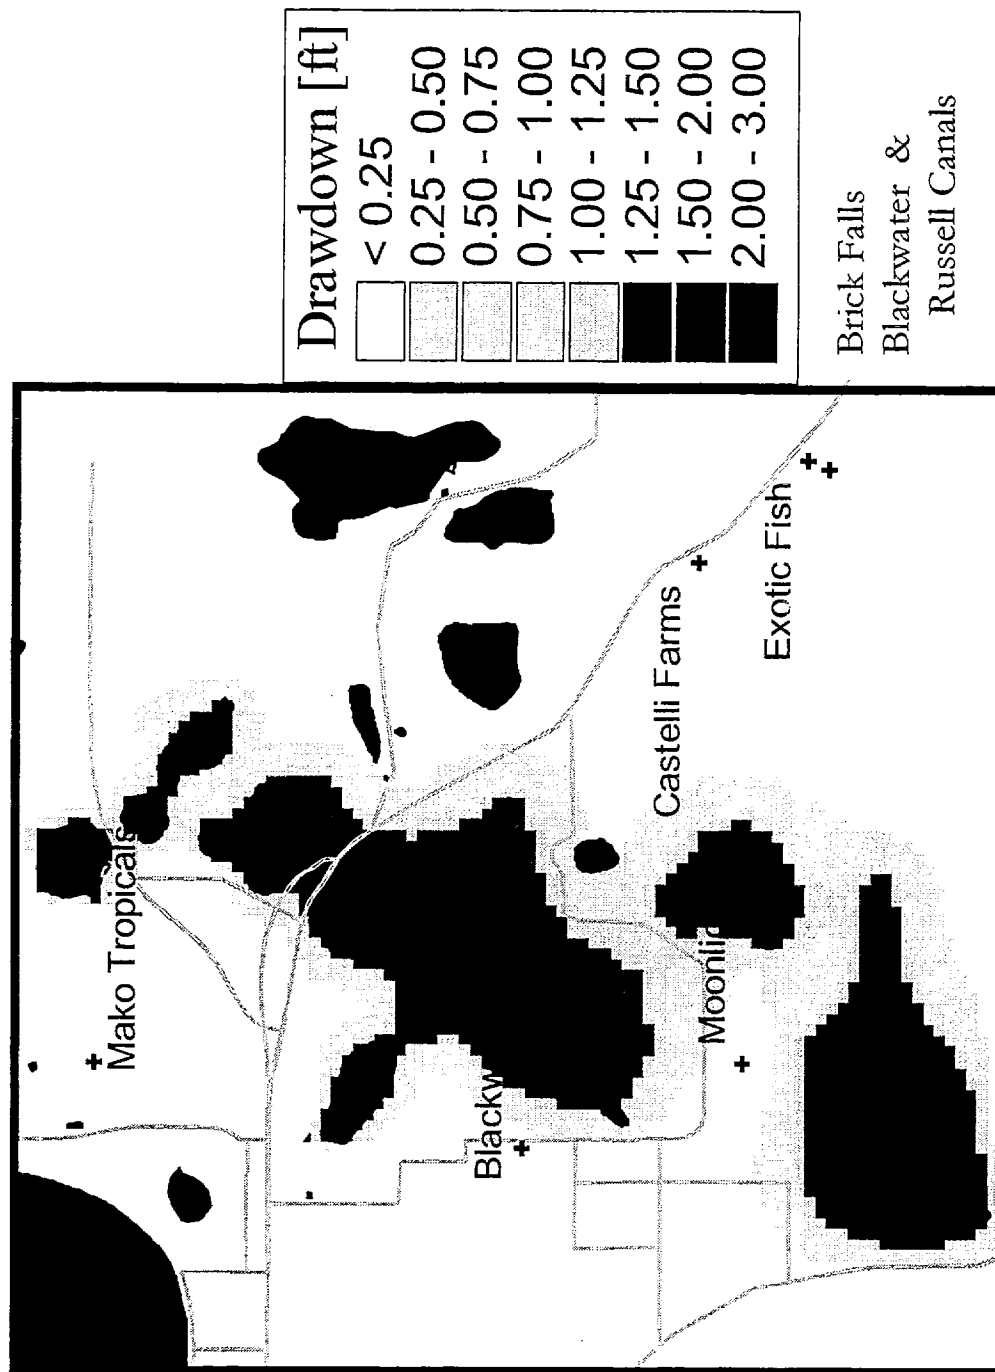 Drawdown [ft]
< 0.25
0.25 - 0.50
0.50 - 0.75
0.75 - 1.00
1.00 - 1.25
1.25 - 1.50
1.50 - 2.00
2.00 - 3.00
Brick Falls
Blackwater &
Russell Canals
Mako Tropicals
Blackw
Castelli Farms
Moonlig
Exotic Fish